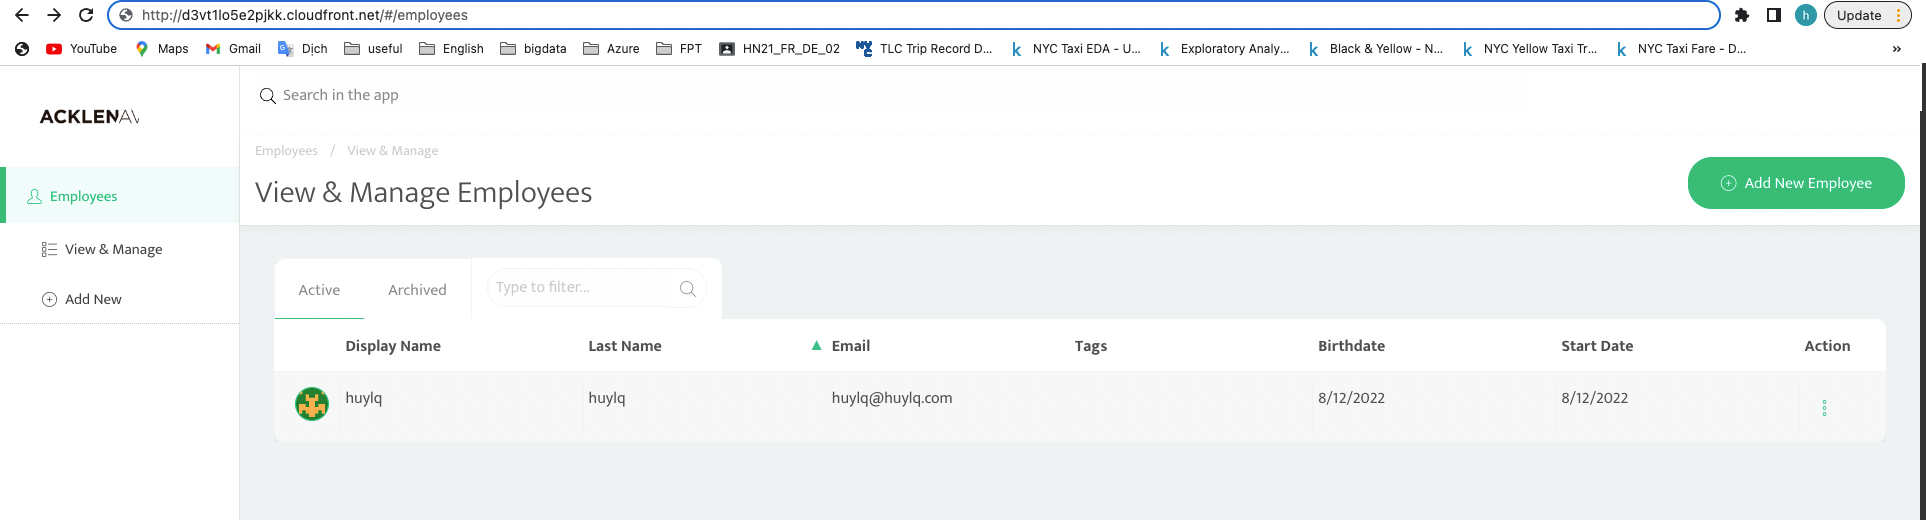 http://d3vt1lo5e2pjkk.cloudfront.net/#/employees h Update
YouTube Maps Gmail Dịch useful English bigdata Azure FPT HN21_FR_DE_02 TLC Trip Record D... NYC Taxi EDA - U... Exploratory Analy... Black & Yellow - N... NYC Yellow Taxi Tr... NYC Taxi Fare - D... »
ACKLENAV
Search in the app
Employees / View & Manage
View & Manage Employees
Add New Employee
Employees
View & Manage
Add New
Active Archived Type to filter...
Display Name Last Name Email Tags Birthdate Start Date Action
huylq huylq huylq@huylq.com 8/12/2022 8/12/2022